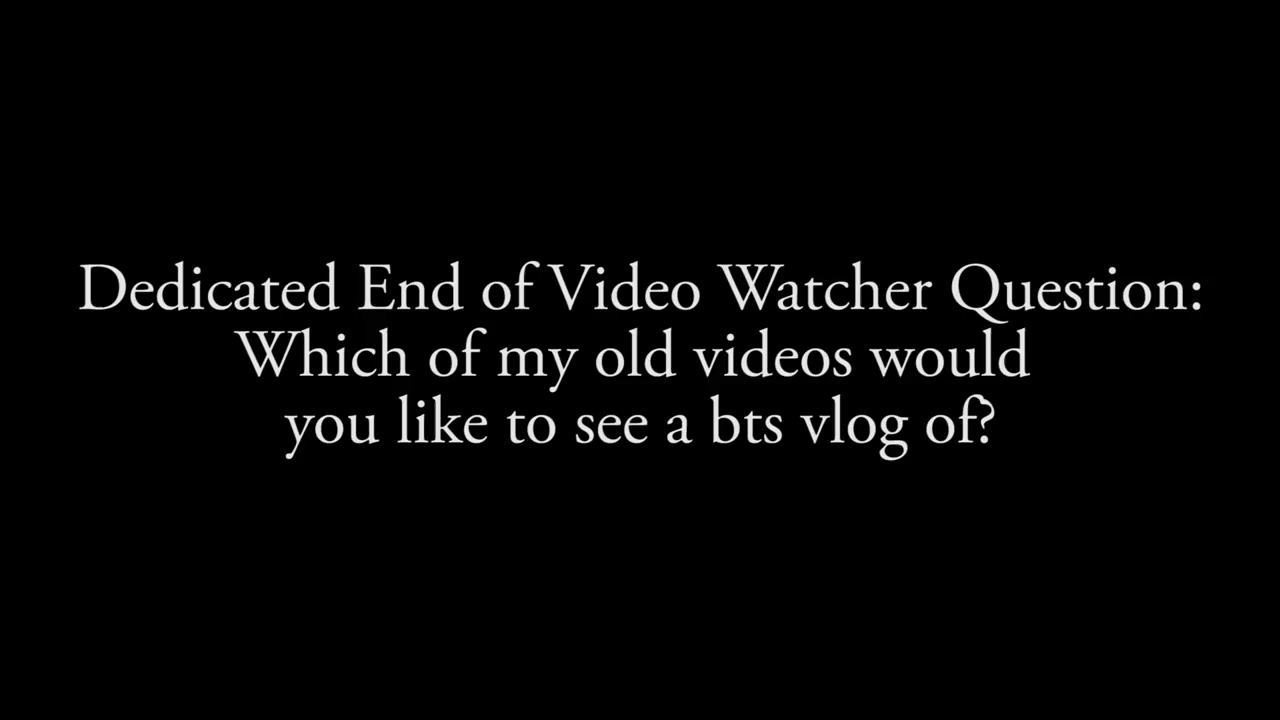 Dedicated End of Video Watcher Question:
Which of my old videos would
you like to see a bts vlog of?